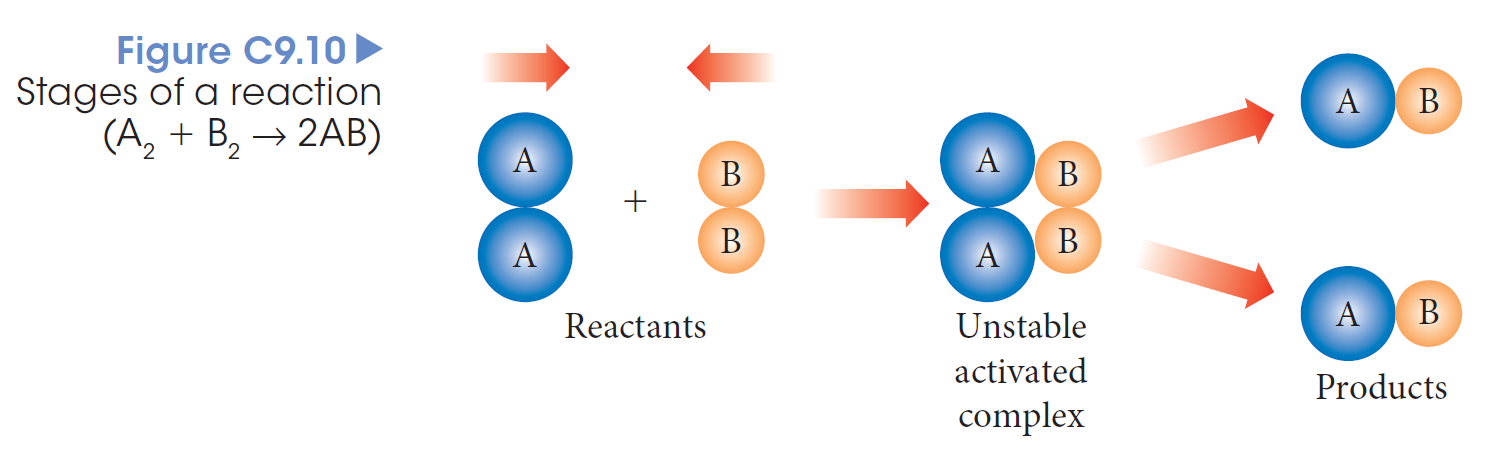 Figure C9.10 ▶
Stages of a reaction
(A₂ + B₂ → 2AB)
A
A
+
B
B
Reactants
A
B
A
B
Unstable
activated
complex
A B
A B
Products